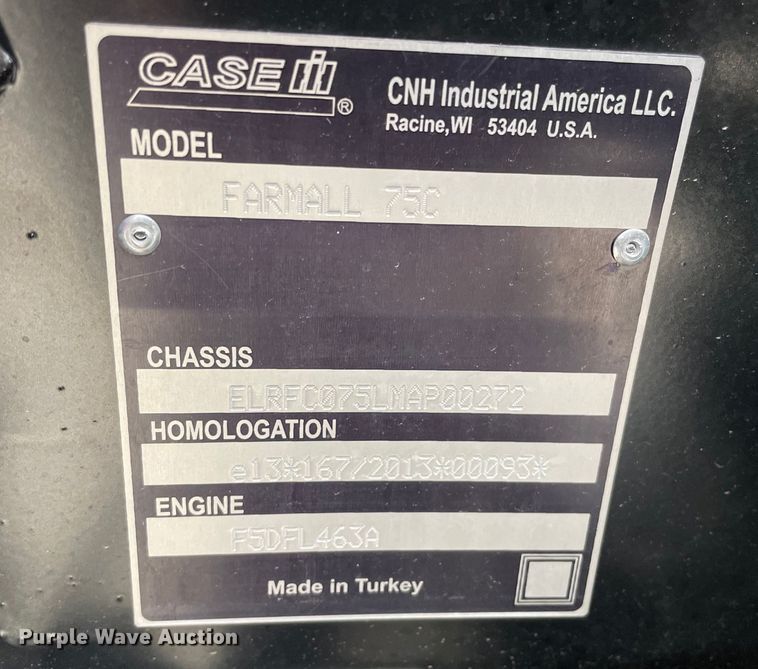 CASE IH ®
CNH Industrial America LLC.
Racine,WI 53404 U.S.A.
MODEL
FARMALL 75C
CHASSIS
ELRFC075LMAP00272
HOMOLOGATION
e13*167/2013*00093*
ENGINE
F5DFL463A
Made in Turkey
Purple Wave Auction